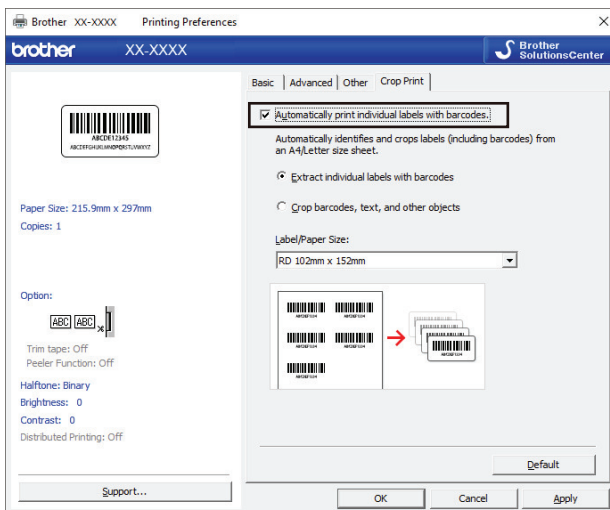 Brother XX-XXXX Printing Preferences
brother XX-XXXX Brother SolutionsCenter
Basic Advanced Other Crop Print
Automatically print individual labels with barcodes.
ABCDE12345
Automatically identifies and crops labels (including barcodes) from
an A4/Letter size sheet.
Extract individual labels with barcodes
Paper Size: 215.9mm x 297mm
Crop barcodes, text, and other objects
Copies: 1
Label/Paper Size:
RD 102mm x 152mm
Option:
ABC ABC
Trim tape: Off
Peeler Function: Off
Halftone: Binary
Brightness: 0
Contrast: 0
Distributed Printing: Off
Default
Support...
OK Cancel Apply